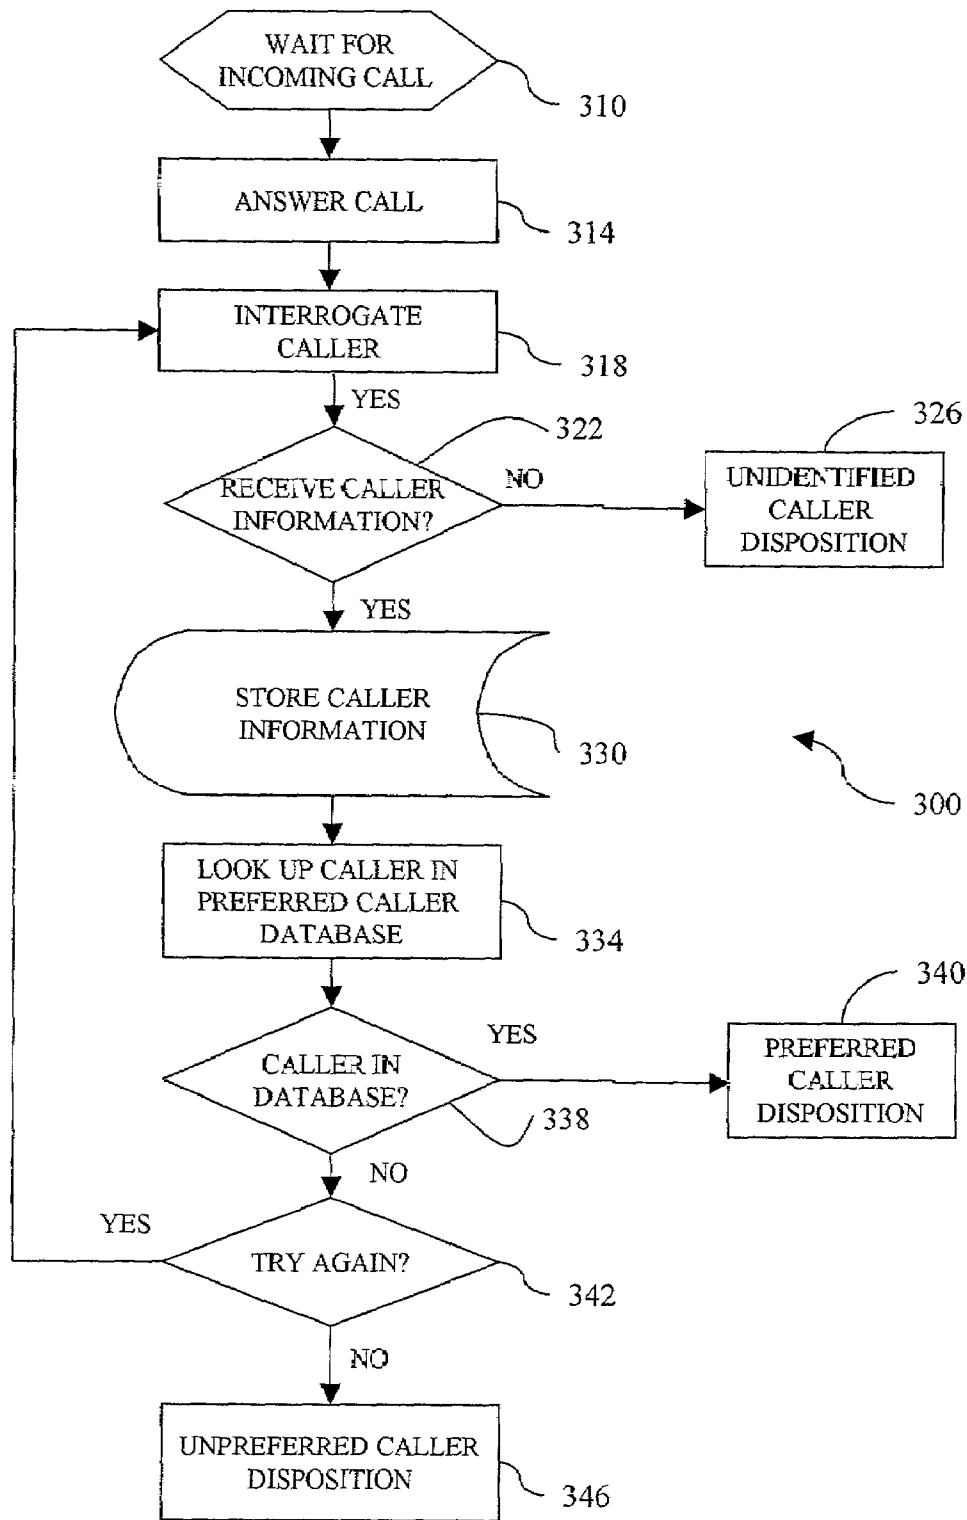 WAIT FOR
INCOMING CALL
310
ANSWER CALL
314
INTERROGATE
CALLER
318
YES
322
326
RECEIVE CALLER
INFORMATION?
NO
UNIDENTIFIED
CALLER
DISPOSITION
YES
STORE CALLER
INFORMATION
330
300
LOOK UP CALLER IN
PREFERRED CALLER
DATABASE
334
340
CALLER IN
DATABASE?
YES
PREFERRED
CALLER
DISPOSITION
338
NO
YES
TRY AGAIN?
342
NO
UNPREFERRED CALLER
DISPOSITION
346